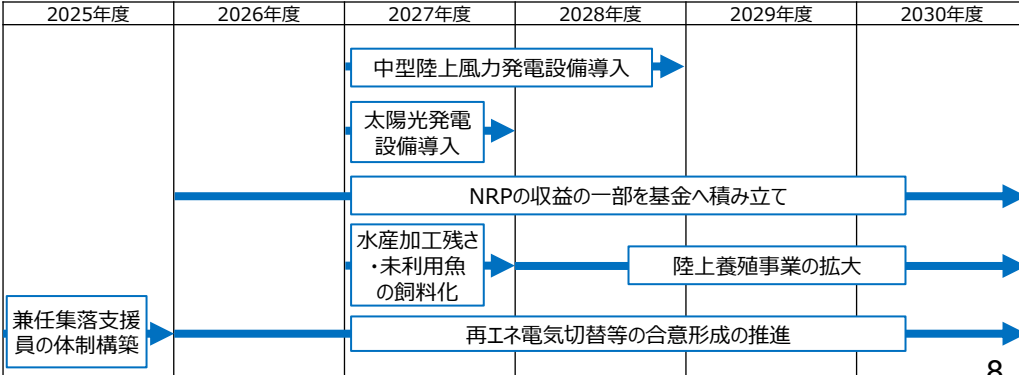 2025年度 2026年度 2027年度 2028年度 2029年度 2030年度
中型陸上風力発電設備導入
太陽光発電
設備導入
NRPの収益の一部を基金へ積み立て
水産加工残さ
・未利用魚
の飼料化
陸上養殖事業の拡大
兼任集落支援
員の体制構築
再エネ電気切替等の合意形成の推進
8